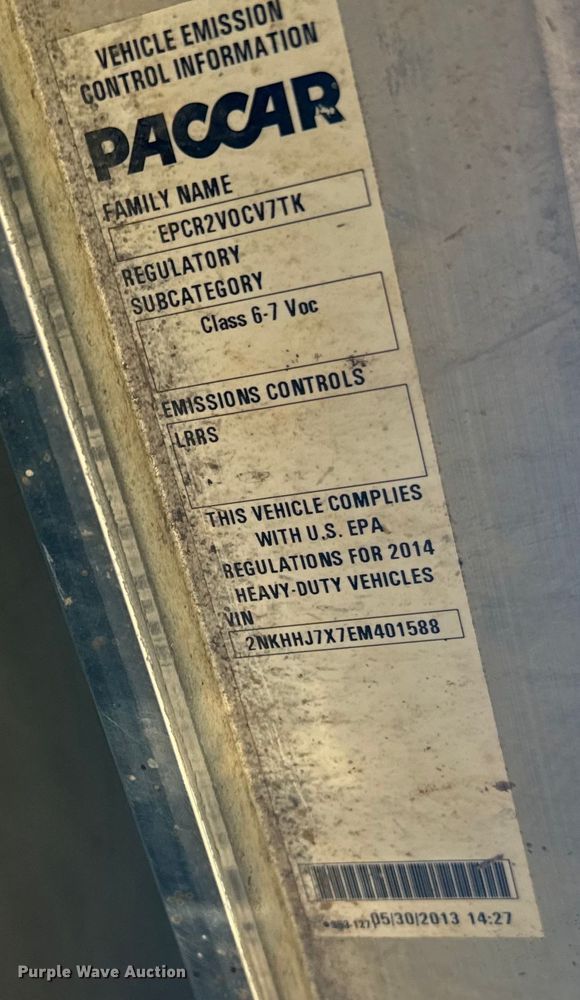 VEHICLE EMISSION
CONTROL INFORMATION
PACCAR
FAMILY NAME
EPCR2VOCV7TK
REGULATORY
SUBCATEGORY
Class 6-7 Voc
EMISSIONS CONTROLS
LRRS
THIS VEHICLE COMPLIES
WITH U.S. EPA
REGULATIONS FOR 2014
HEAVY-DUTY VEHICLES
VIN
2NKHHJ7X7EM401588
05/30/2013 14:27
Purple Wave Auction